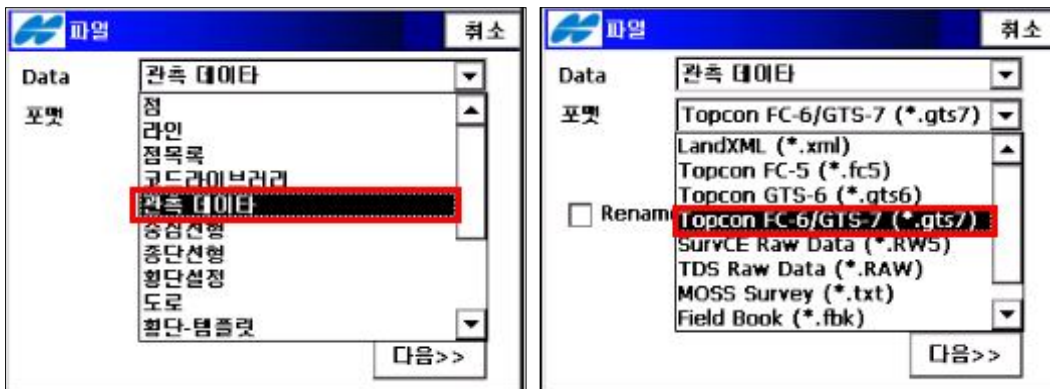 파일 취소
Data 관측 데이타
포맷
점
라인
점목록
코드라이브러리
관측 데이타
중심선형
종단선형
횡단설정
도로
횡단-템플릿
다음>>
파일 취소
Data 관측 데이타
포맷 Topcon FC-6/GTS-7 (*.gts7)
LandXML (*.xml)
Topcon FC-5 (*.fc5)
Topcon GTS-6 (*.gts6)
Renam Topcon FC-6/GTS-7 (*.gts7)
SurvCE Raw Data (*.RW5)
TDS Raw Data (*.RAW)
MOSS Survey (*.txt)
Field Book (*.fbk)
다음>>